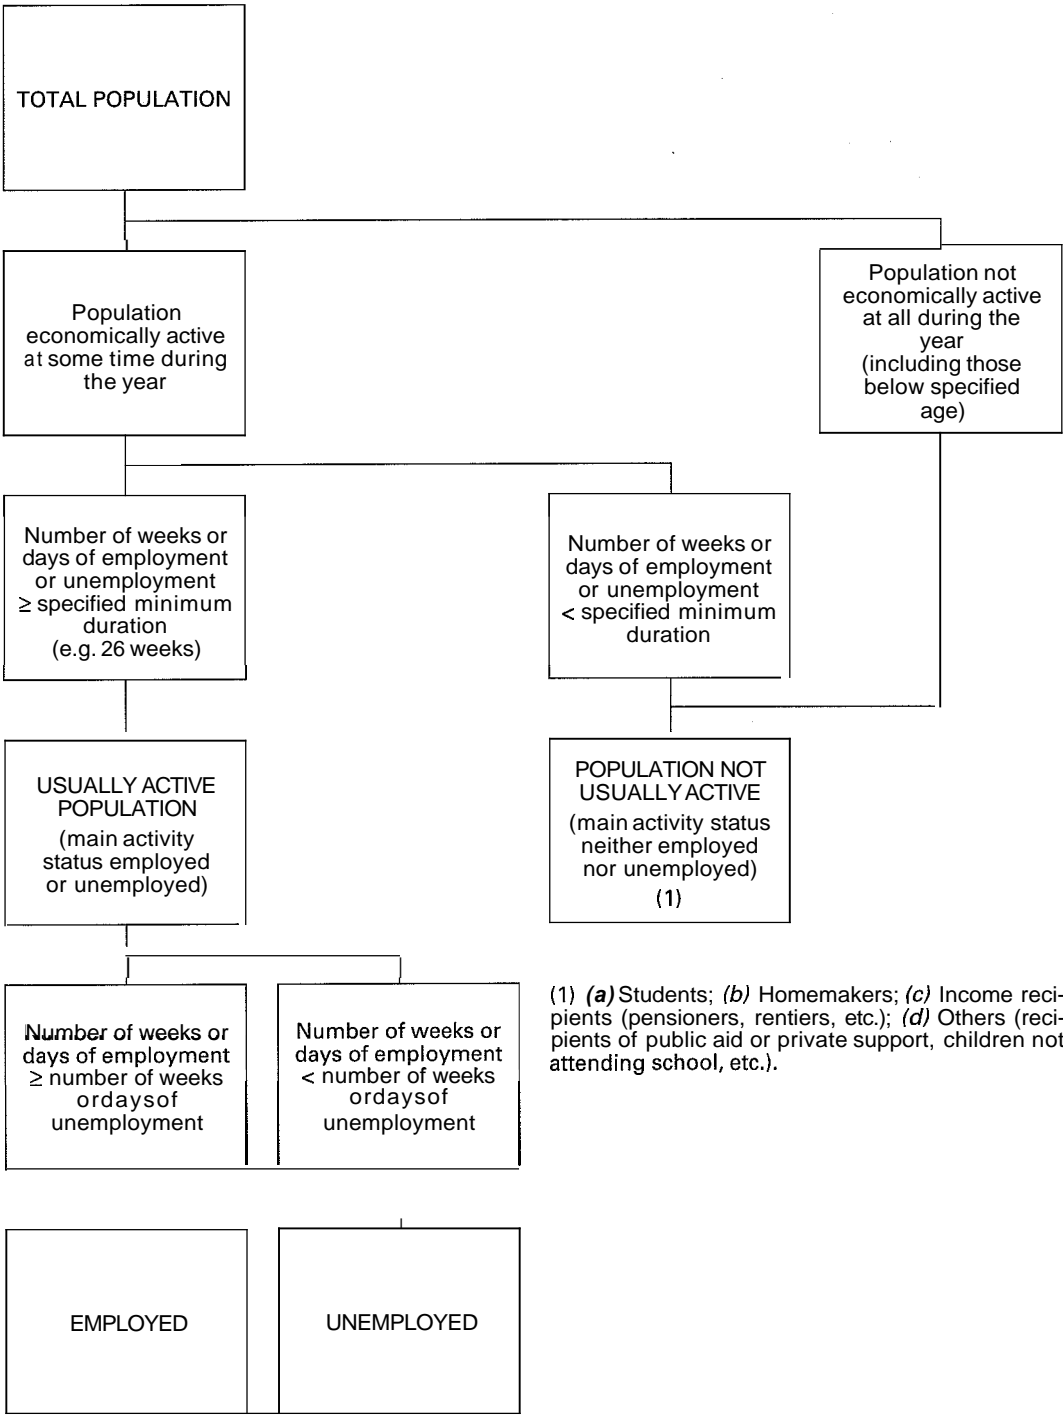 TOTAL POPULATION
Population
economically active
at some time during
the year
Population not
economically active
at all during the
year
(including those
below specified
age)
Number of weeks or
days of employment
or unemployment
≥ specified minimum
duration
(e.g. 26 weeks)
Number of weeks or
days of employment
or unemployment
< specified minimum
duration
USUALLY ACTIVE
POPULATION
(main activity
status employed
or unemployed)
POPULATION NOT
USUALLY ACTIVE
(main activity status
neither employed
nor unemployed)
(1)
Number of weeks or
days of employment
≥ number of weeks
ordaysof
unemployment
Number of weeks or
days of employment
< number of weeks
ordaysof
unemployment
(1) (a) Students; (b) Homemakers; (c) Income reci-
pients (pensioners, rentiers, etc.); (d) Others (reci-
pients of public aid or private support, children not
attending school, etc.).
EMPLOYED
UNEMPLOYED